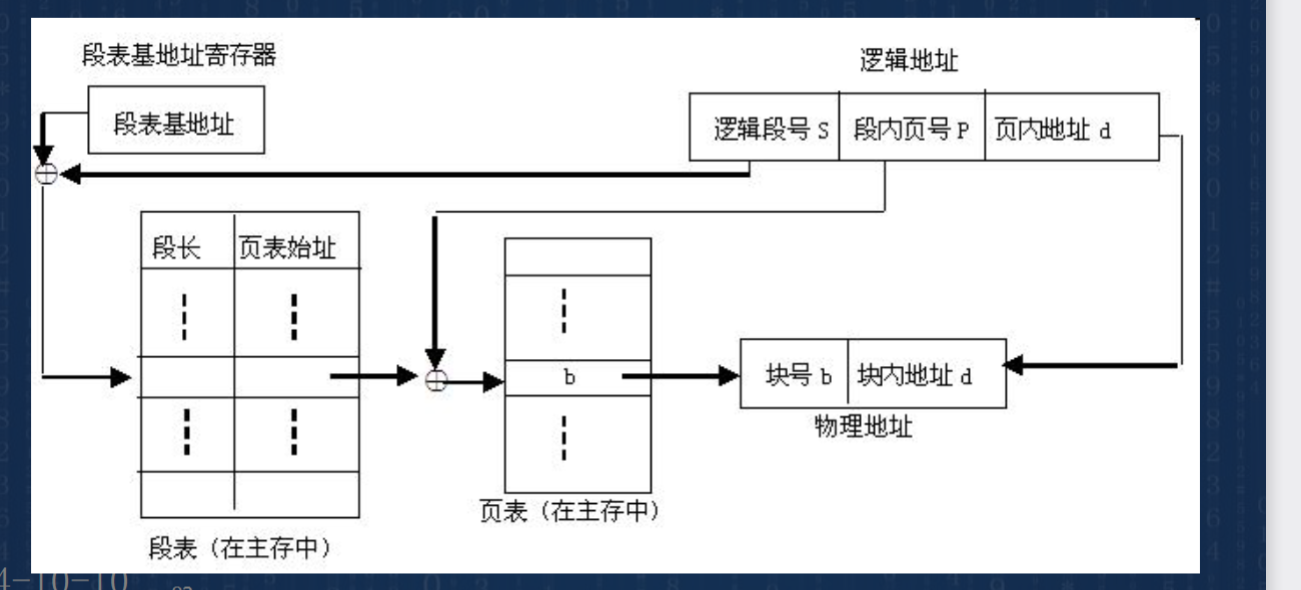 段表基地址寄存器
逻辑地址
段表基地址
逻辑段号 S 段内页号 P 页内地址 d
段长 页表始址
b
块号 b 块内地址 d
物理地址
页表（在主存中）
段表（在主存中）
4-10-10